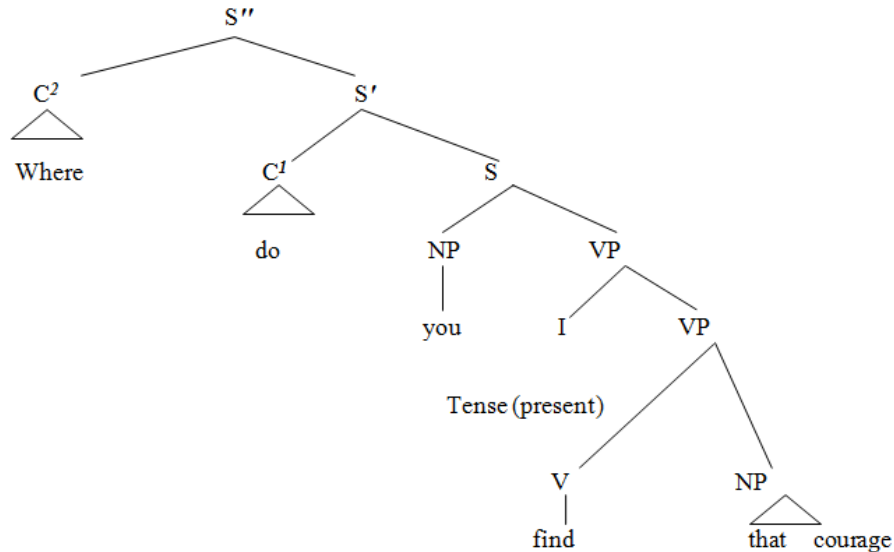 S″
C² S′
Where C¹ S
do NP VP
you I VP
Tense (present)
V NP
find that courage